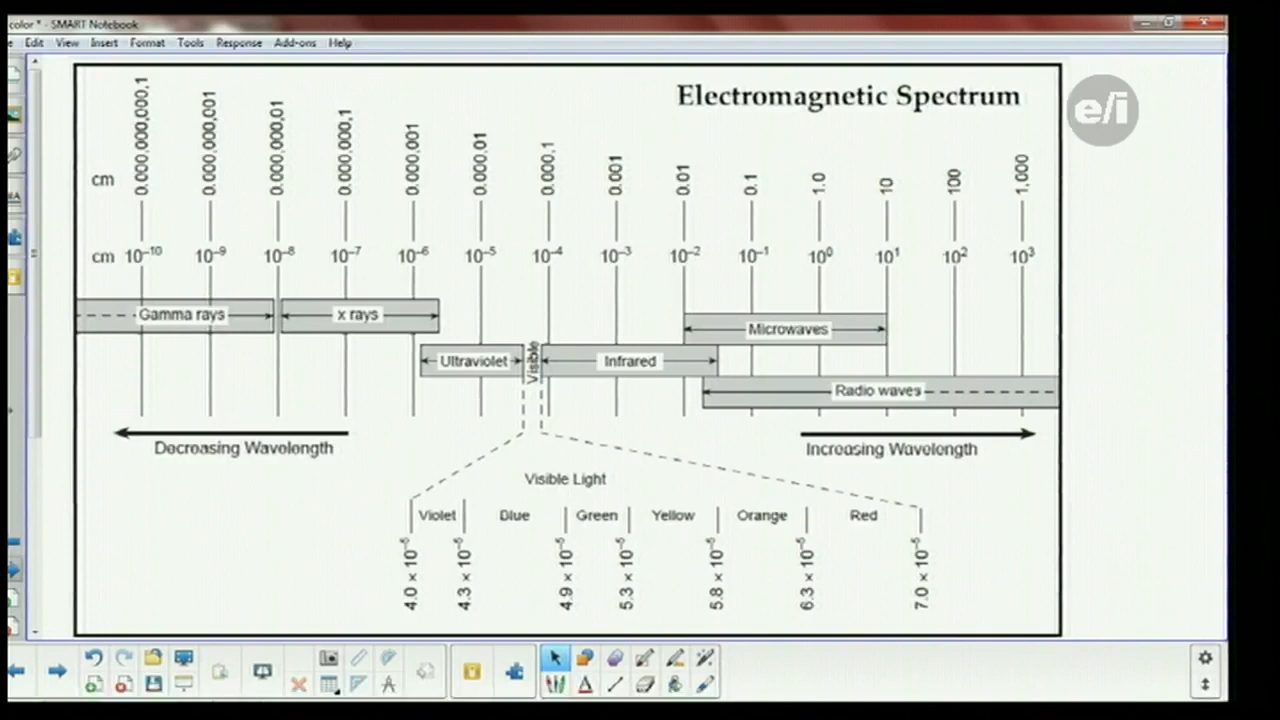 color * - SMART Notebook
Edit View Insert Format Tools Response Add-ons Help
Electromagnetic Spectrum
e/i
cm 0.000,000,000,1 0.000,000,001 0.000,000,01 0.000,000,1 0.000,001 0.000,01 0.000,1 0.001 0.01 0.1 1.0 10 100 1,000
cm 10⁻¹⁰ 10⁻⁹ 10⁻⁸ 10⁻⁷ 10⁻⁶ 10⁻⁵ 10⁻⁴ 10⁻³ 10⁻² 10⁻¹ 10⁰ 10¹ 10² 10³
Gamma rays x rays
Microwaves
Ultraviolet Visible Infrared
Radio waves
Decreasing Wavelength Increasing Wavelength
Visible Light
Violet Blue Green Yellow Orange Red
4.0 × 10⁻⁵ 4.3 × 10⁻⁵ 4.9 × 10⁻⁵ 5.3 × 10⁻⁵ 5.8 × 10⁻⁵ 6.3 × 10⁻⁵ 7.0 × 10⁻⁵